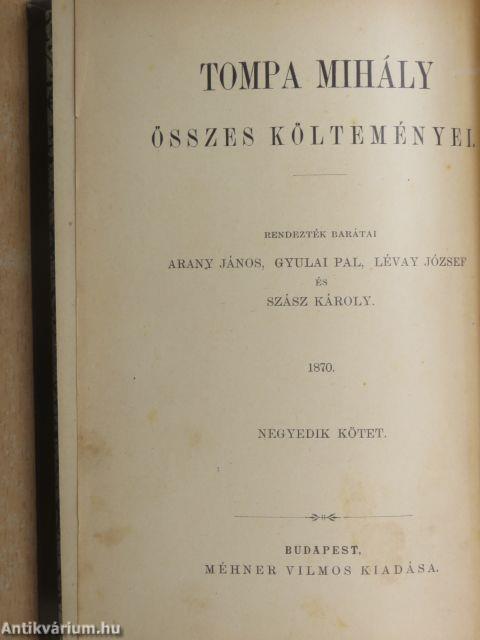 TOMPA MIHÁLY
ÖSSZES KÖLTEMÉNYEI.
RENDEZTÉK BARÁTAI
ARANY JÁNOS, GYULAI PAL, LÉVAY JÓZSEF
ÉS
SZÁSZ KÁROLY.
1870.
NEGYEDIK KÖTET.
BUDAPEST,
MÉHNER VILMOS KIADÁSA.
Antikvárium.hu